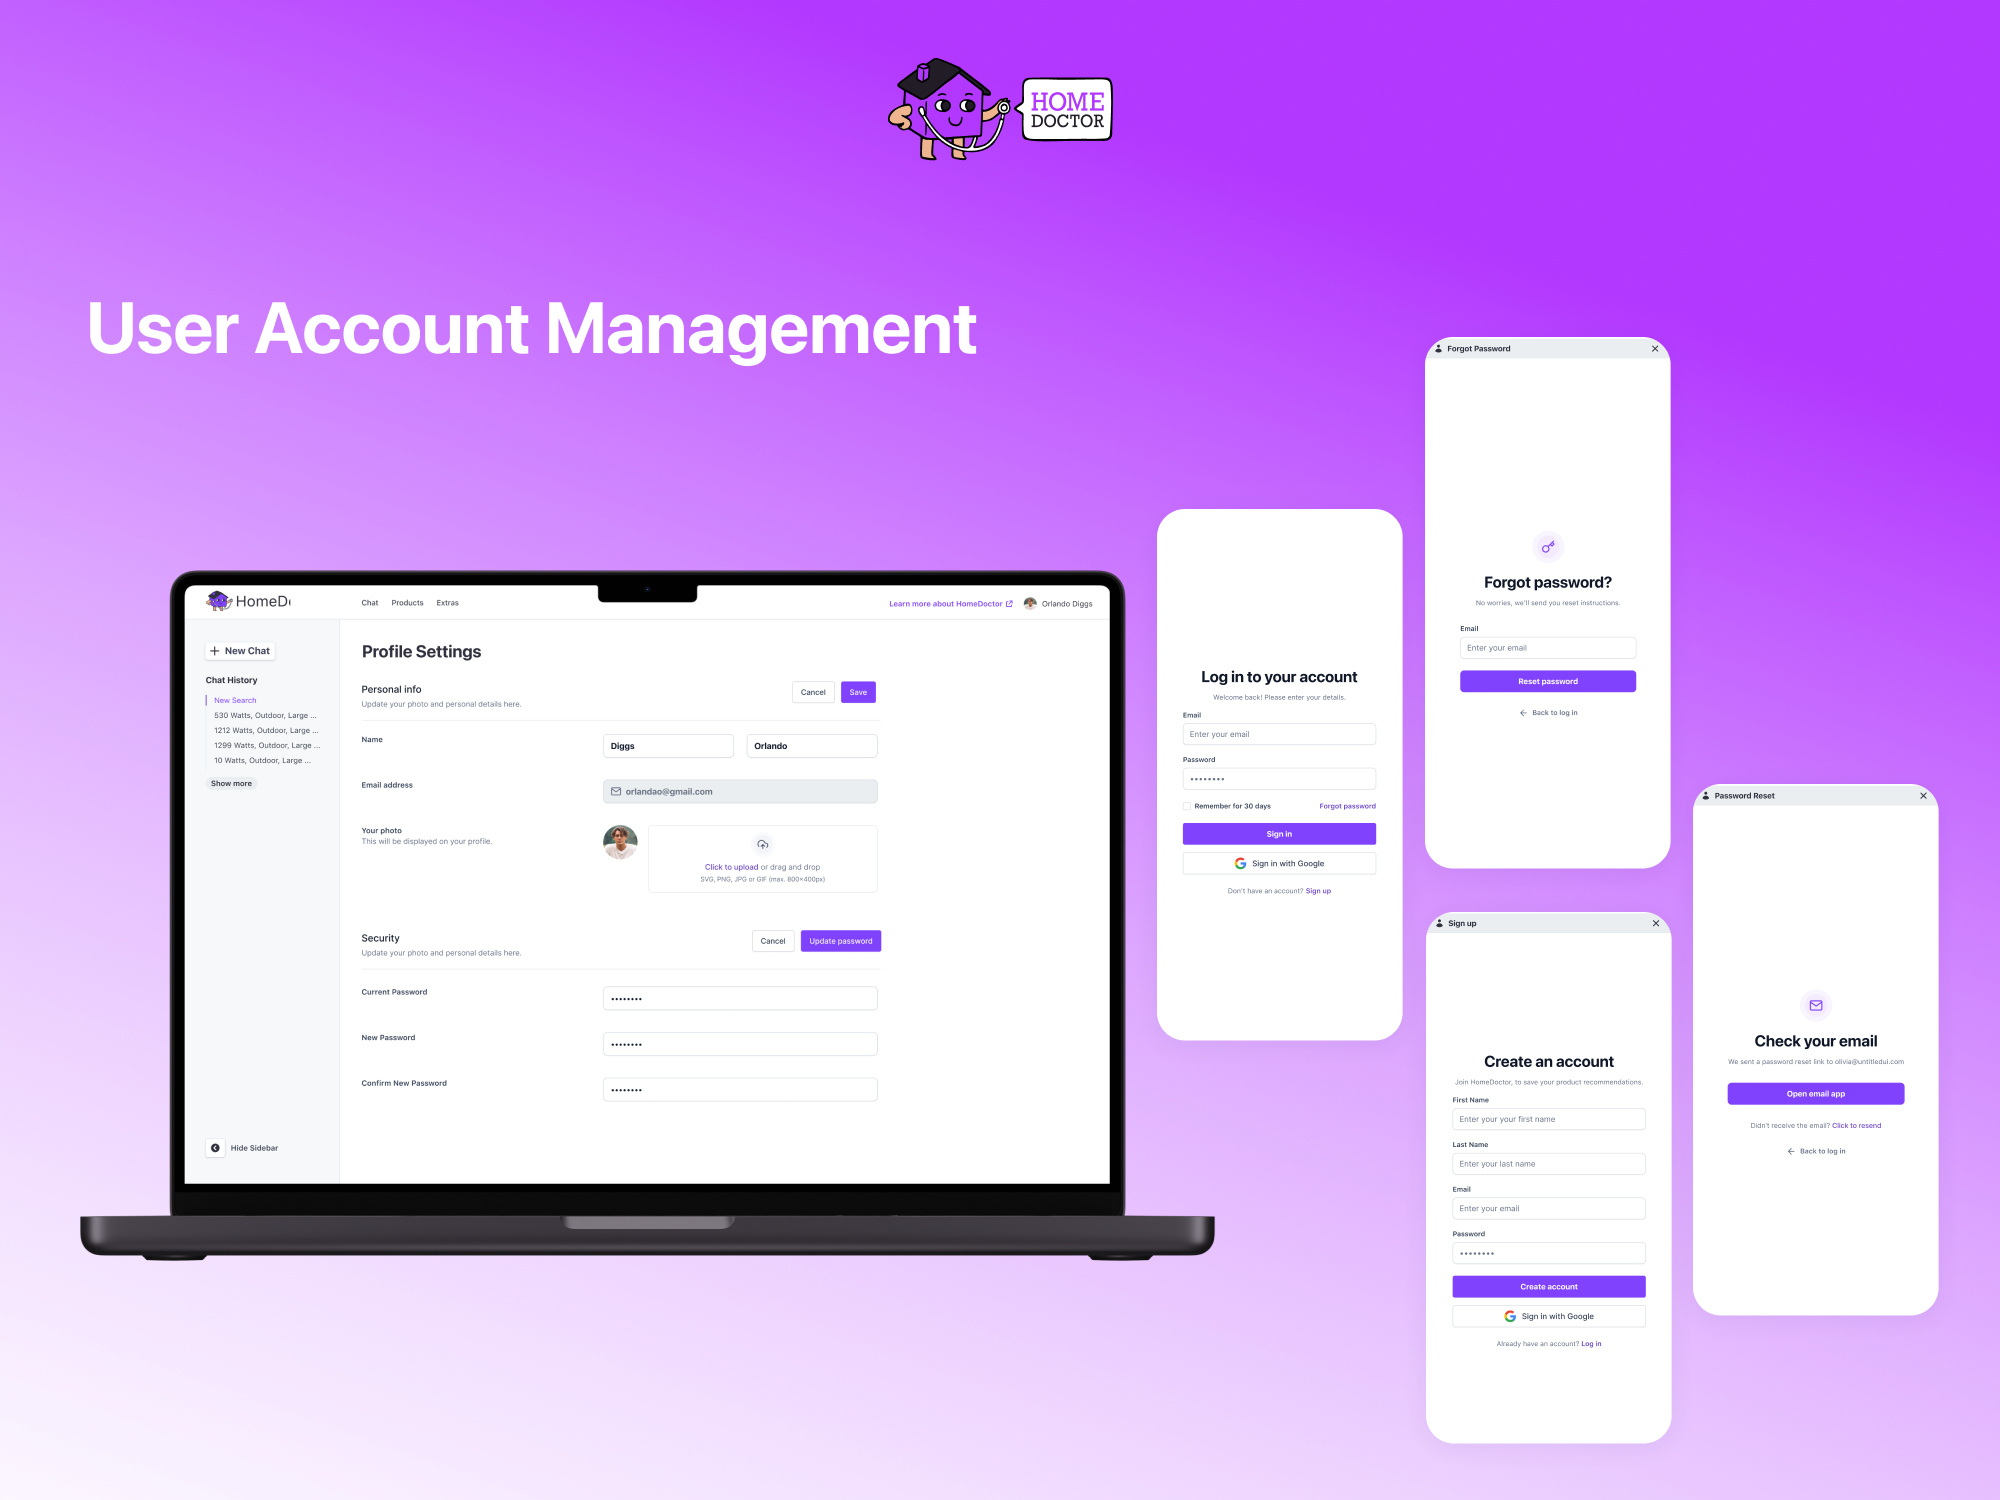 HOME
DOCTOR
User Account Management
HomeDo
Chat Products Extras
Learn more about HomeDoctor
Orlando Diggs
New Chat
Chat History
New Search
530 Watts, Outdoor, Large ...
1212 Watts, Outdoor, Large ...
1299 Watts, Outdoor, Large ...
10 Watts, Outdoor, Large ...
Show more
Hide Sidebar
Profile Settings
Personal info
Update your photo and personal details here.
Cancel Save
Name
Diggs Orlando
Email address
orlandao@gmail.com
Your photo
This will be displayed on your profile.
Click to upload or drag and drop
SVG, PNG, JPG or GIF (max. 800×400px)
Security
Update your photo and personal details here.
Cancel Update password
Current Password
••••••••
New Password
••••••••
Confirm New Password
••••••••
Log in to your account
Welcome back! Please enter your details.
Email
Enter your email
Password
••••••••
Remember for 30 days Forgot password
Sign in
Sign in with Google
Don't have an account? Sign up
Forgot Password
Forgot password?
No worries, we'll send you reset instructions.
Email
Enter your email
Reset password
Back to log in
Sign up
Create an account
Join HomeDoctor, to save your product recommendations.
First Name
Enter your your first name
Last Name
Enter your last name
Email
Enter your email
Password
••••••••
Create account
Sign in with Google
Already have an account? Log in
Password Reset
Check your email
We sent a password reset link to olivia@untitledui.com
Open email app
Didn't receive the email? Click to resend
Back to log in